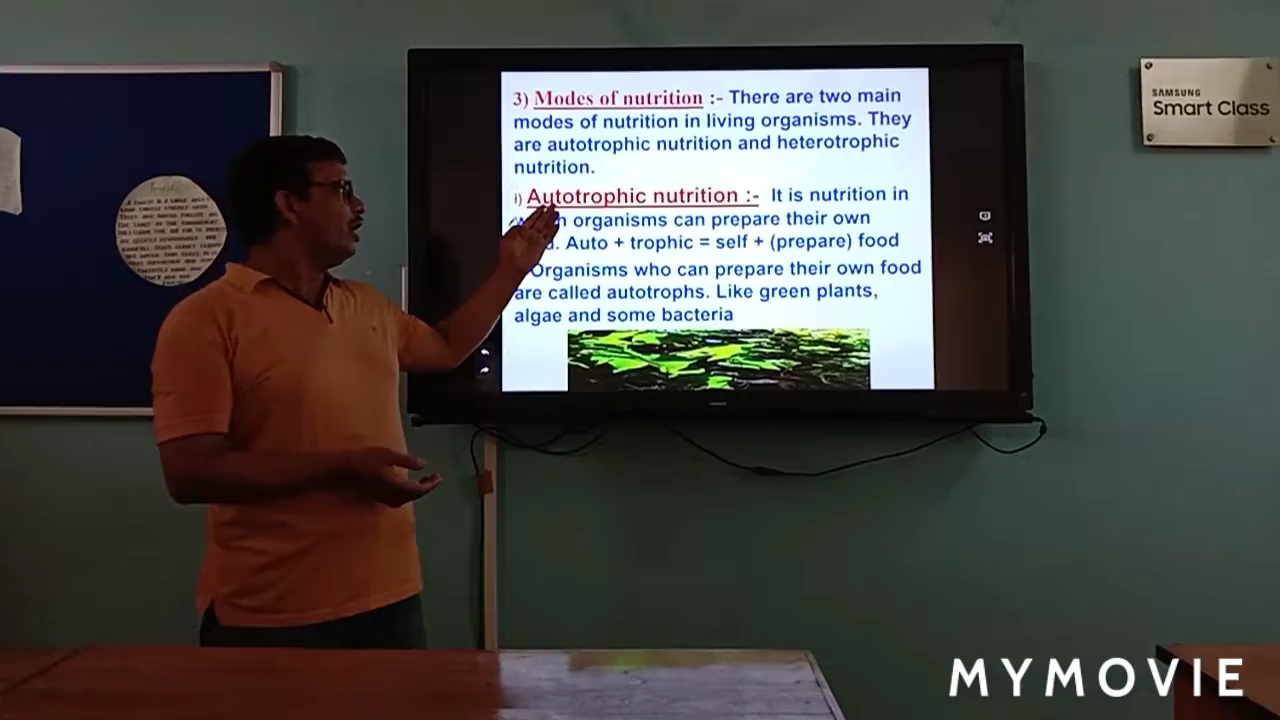 3) Modes of nutrition :- There are two main
modes of nutrition in living organisms. They
are autotrophic nutrition and heterotrophic
nutrition.
i) Autotrophic nutrition :- It is nutrition in
organisms can prepare their own
Auto + trophic = self + (prepare) food
Organisms who can prepare their own food
are called autotrophs. Like green plants,
algae and some bacteria
SAMSUNG
Smart Class
MYMOVIE